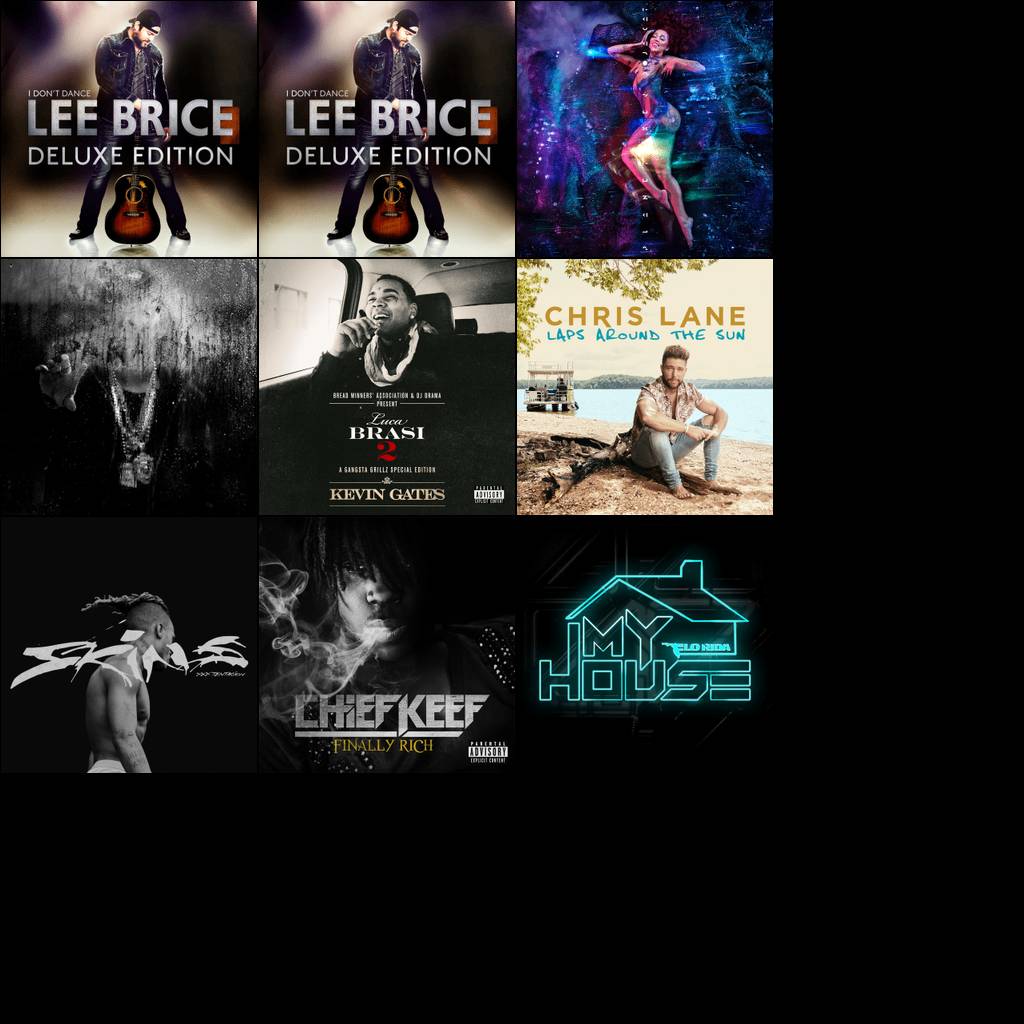 I DON'T DANCE
LEE BRICE
DELUXE EDITION
I DON'T DANCE
LEE BRICE
DELUXE EDITION
BREAD WINNERS' ASSOCIATION & DJ DRAMA
PRESENT
Luca
BRASI
2
A GANGSTA GRILLZ SPECIAL EDITION
KEVIN GATES
PARENTAL
ADVISORY
EXPLICIT CONTENT
CHRIS LANE
LAPS AROUND THE SUN
SKINS
XXXTENTACION
CHIEF KEEF
FINALLY RICH
PARENTAL
ADVISORY
EXPLICIT CONTENT
MY
FLO RIDA
HOUSE